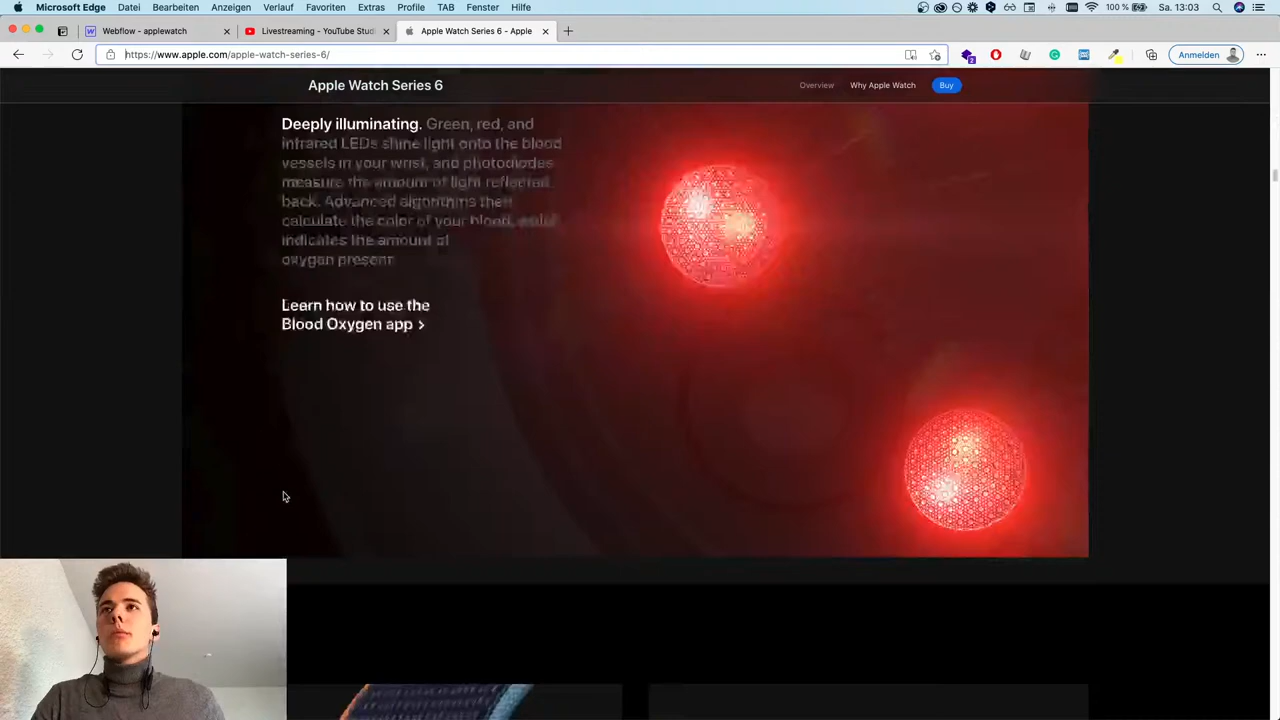 Microsoft Edge Datei Bearbeiten Anzeigen Verlauf Favoriten Extras Profile TAB Fenster Hilfe 100 % Sa. 13:03
Webflow - applewatch
Livestreaming - YouTube Stud
Apple Watch Series 6 - Apple
https://www.apple.com/apple-watch-series-6/
2
Anmelden
Apple Watch Series 6
Overview
Why Apple Watch
Buy
Deeply illuminating. Green, red, and
infrared LEDs shine light onto the blood
vessels in your wrist, and photodiodes
measure the amount of light reflected
back. Advanced algorithms then
calculate the color of your blood, which
indicates the amount of
oxygen present
Learn how to use the
Blood Oxygen app >